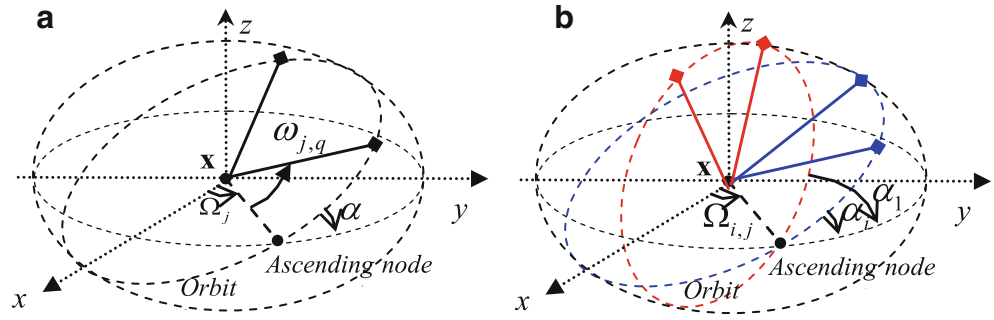 a
z
ω_{j,q}
x
Ω_j
α
y
Ascending node
x
Orbit
b
z
x
Ω_{i,j}
α_i
α_1
y
Ascending node
x
Orbit